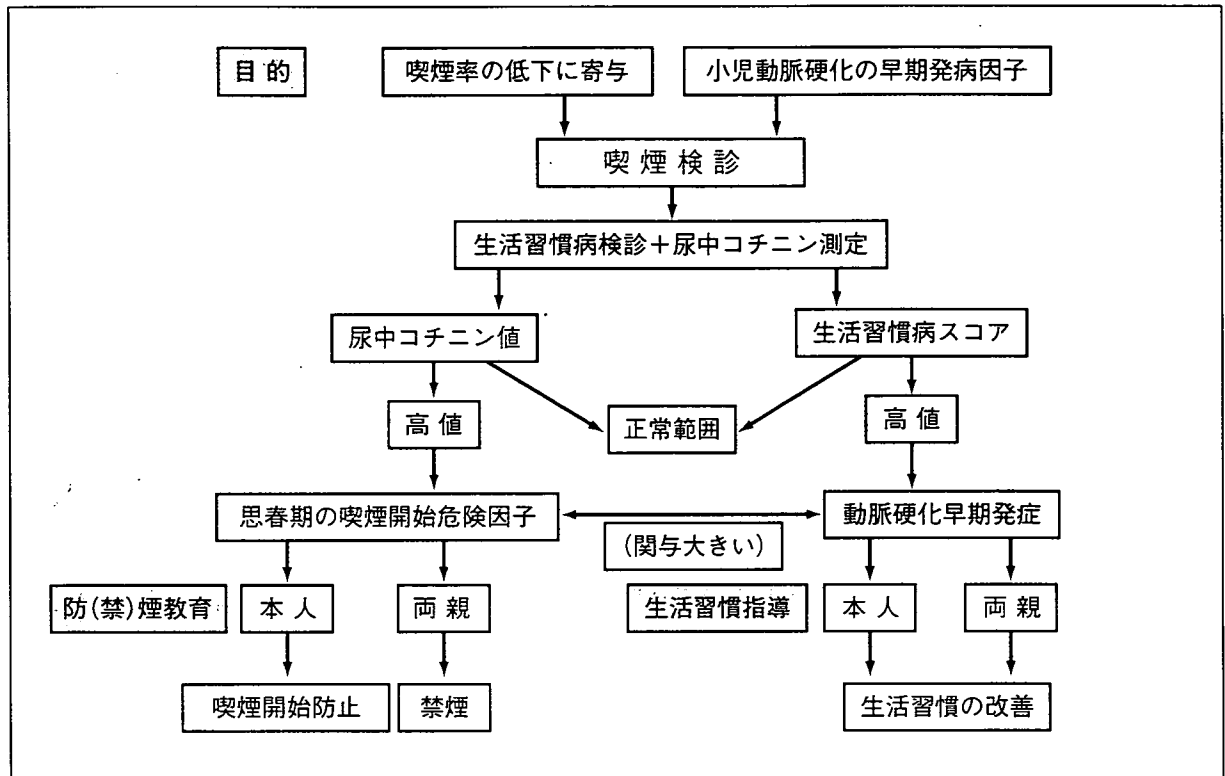 目的
喫煙率の低下に寄与
小児動脈硬化の早期発病因子
喫煙検診
生活習慣病検診＋尿中コチニン測定
尿中コチニン値
生活習慣病スコア
高値
正常範囲
高値
思春期の喫煙開始危険因子
動脈硬化早期発症
(関与大きい)
防(禁)煙教育
本人
両親
生活習慣指導
本人
両親
喫煙開始防止
禁煙
生活習慣の改善